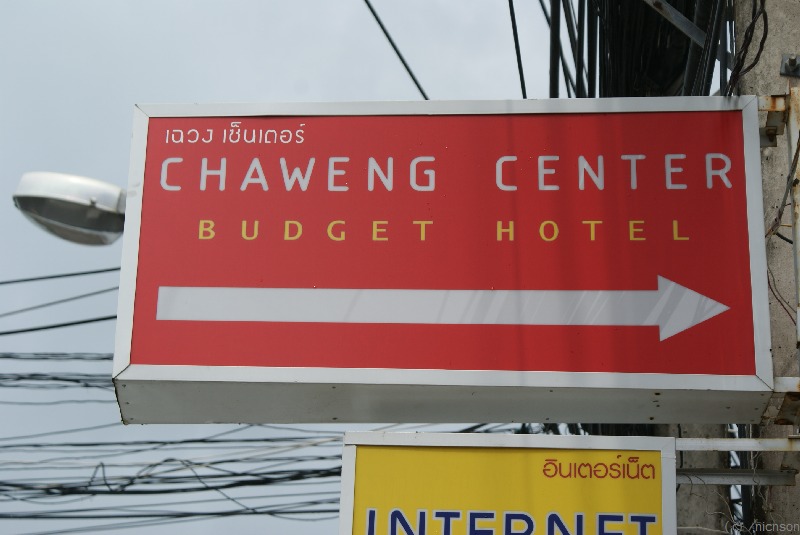 เฉวง เซ็นเตอร์
CHAWENG CENTER
BUDGET HOTEL
อินเตอร์เน็ต
INTERNET